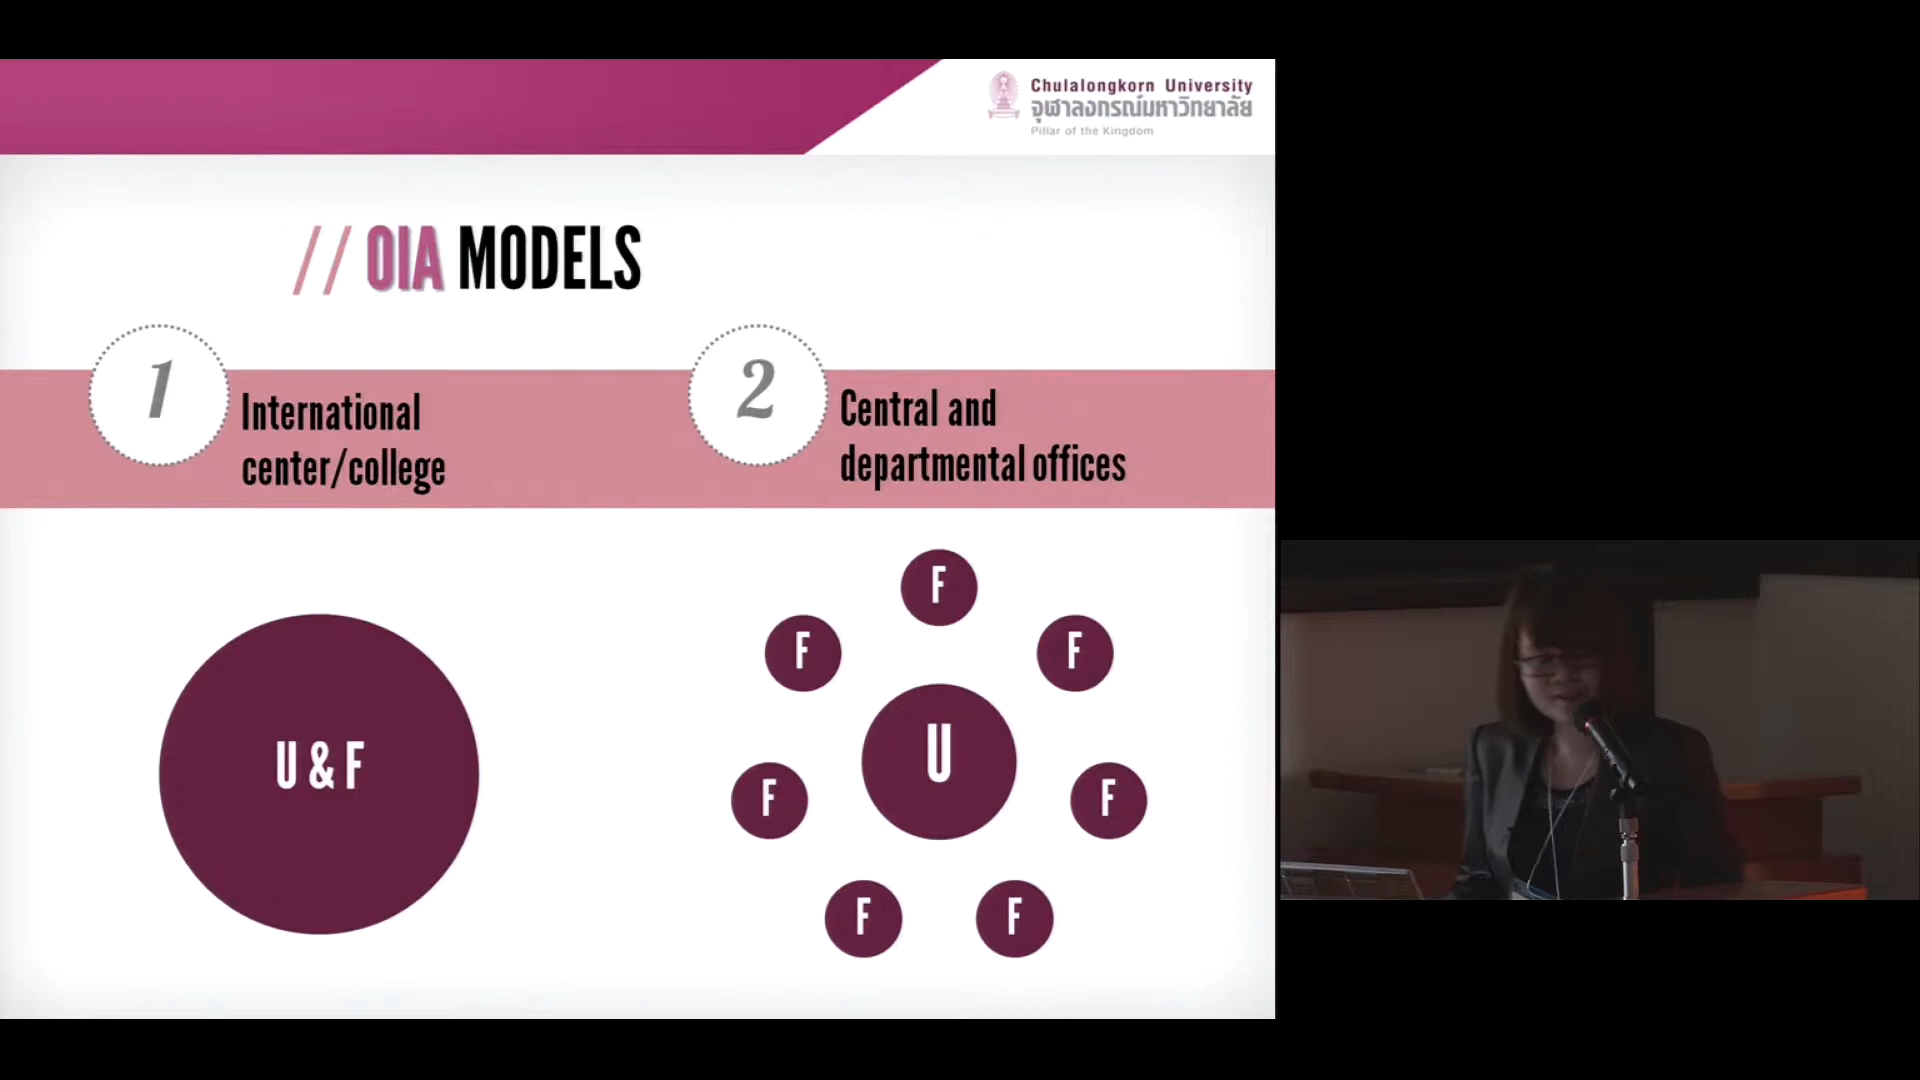 Chulalongkorn University
จุฬาลงกรณ์มหาวิทยาลัย
Pillar of the Kingdom
// OIA MODELS
1
International
center/college
2
Central and
departmental offices
U & F
F
F
F
U
F
F
F
F